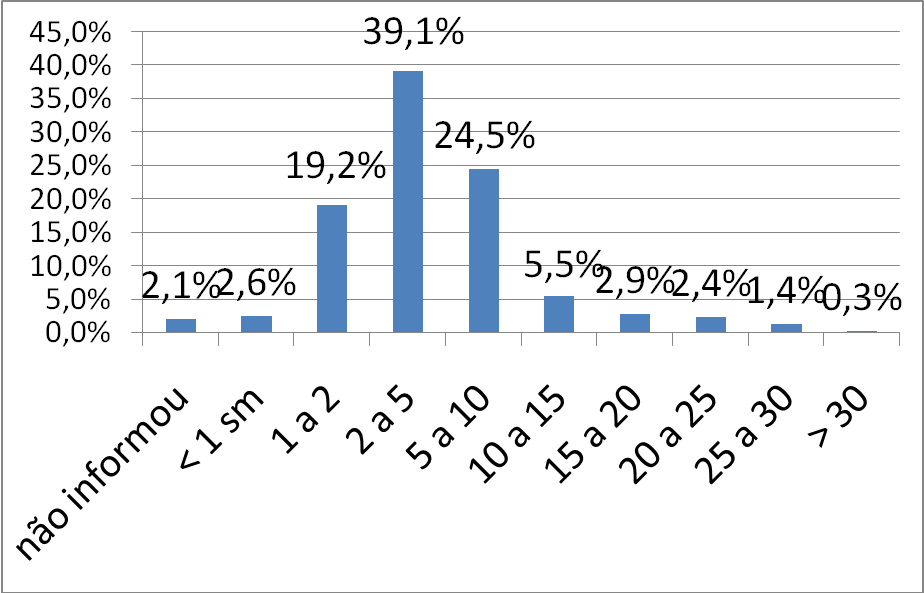 45,0%
40,0%
35,0%
30,0%
25,0%
20,0%
15,0%
10,0%
5,0%
0,0%
2,1%
2,6%
19,2%
39,1%
24,5%
5,5%
2,9%
2,4%
1,4%
0,3%
não informou
< 1 sm
1 a 2
2 a 5
5 a 10
10 a 15
15 a 20
20 a 25
25 a 30
> 30